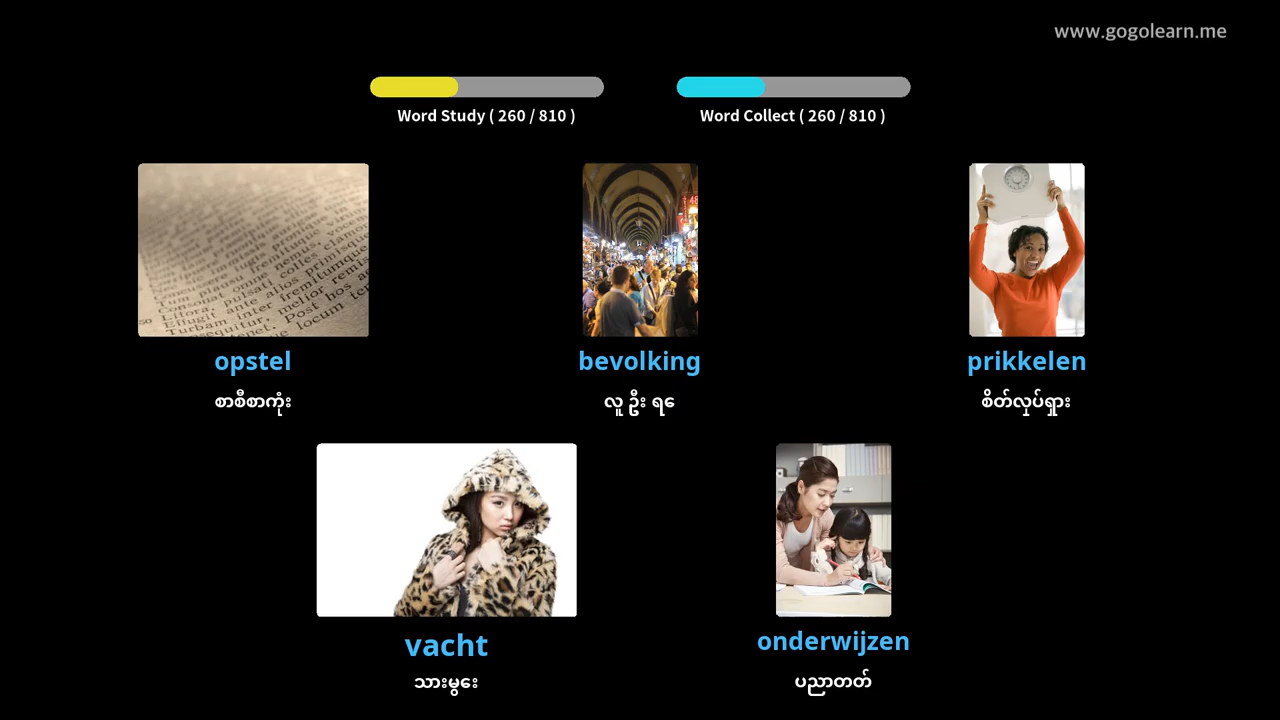 www.gogolearn.me
Word Study ( 260 / 810 )
Word Collect ( 260 / 810 )
opstel
bevolking
prikkelen
စာစီစာကုံး
လူ ဦး ရေ
စိတ်လှုပ်ရှား
vacht
onderwijzen
သားမွေး
ပညာတတ်